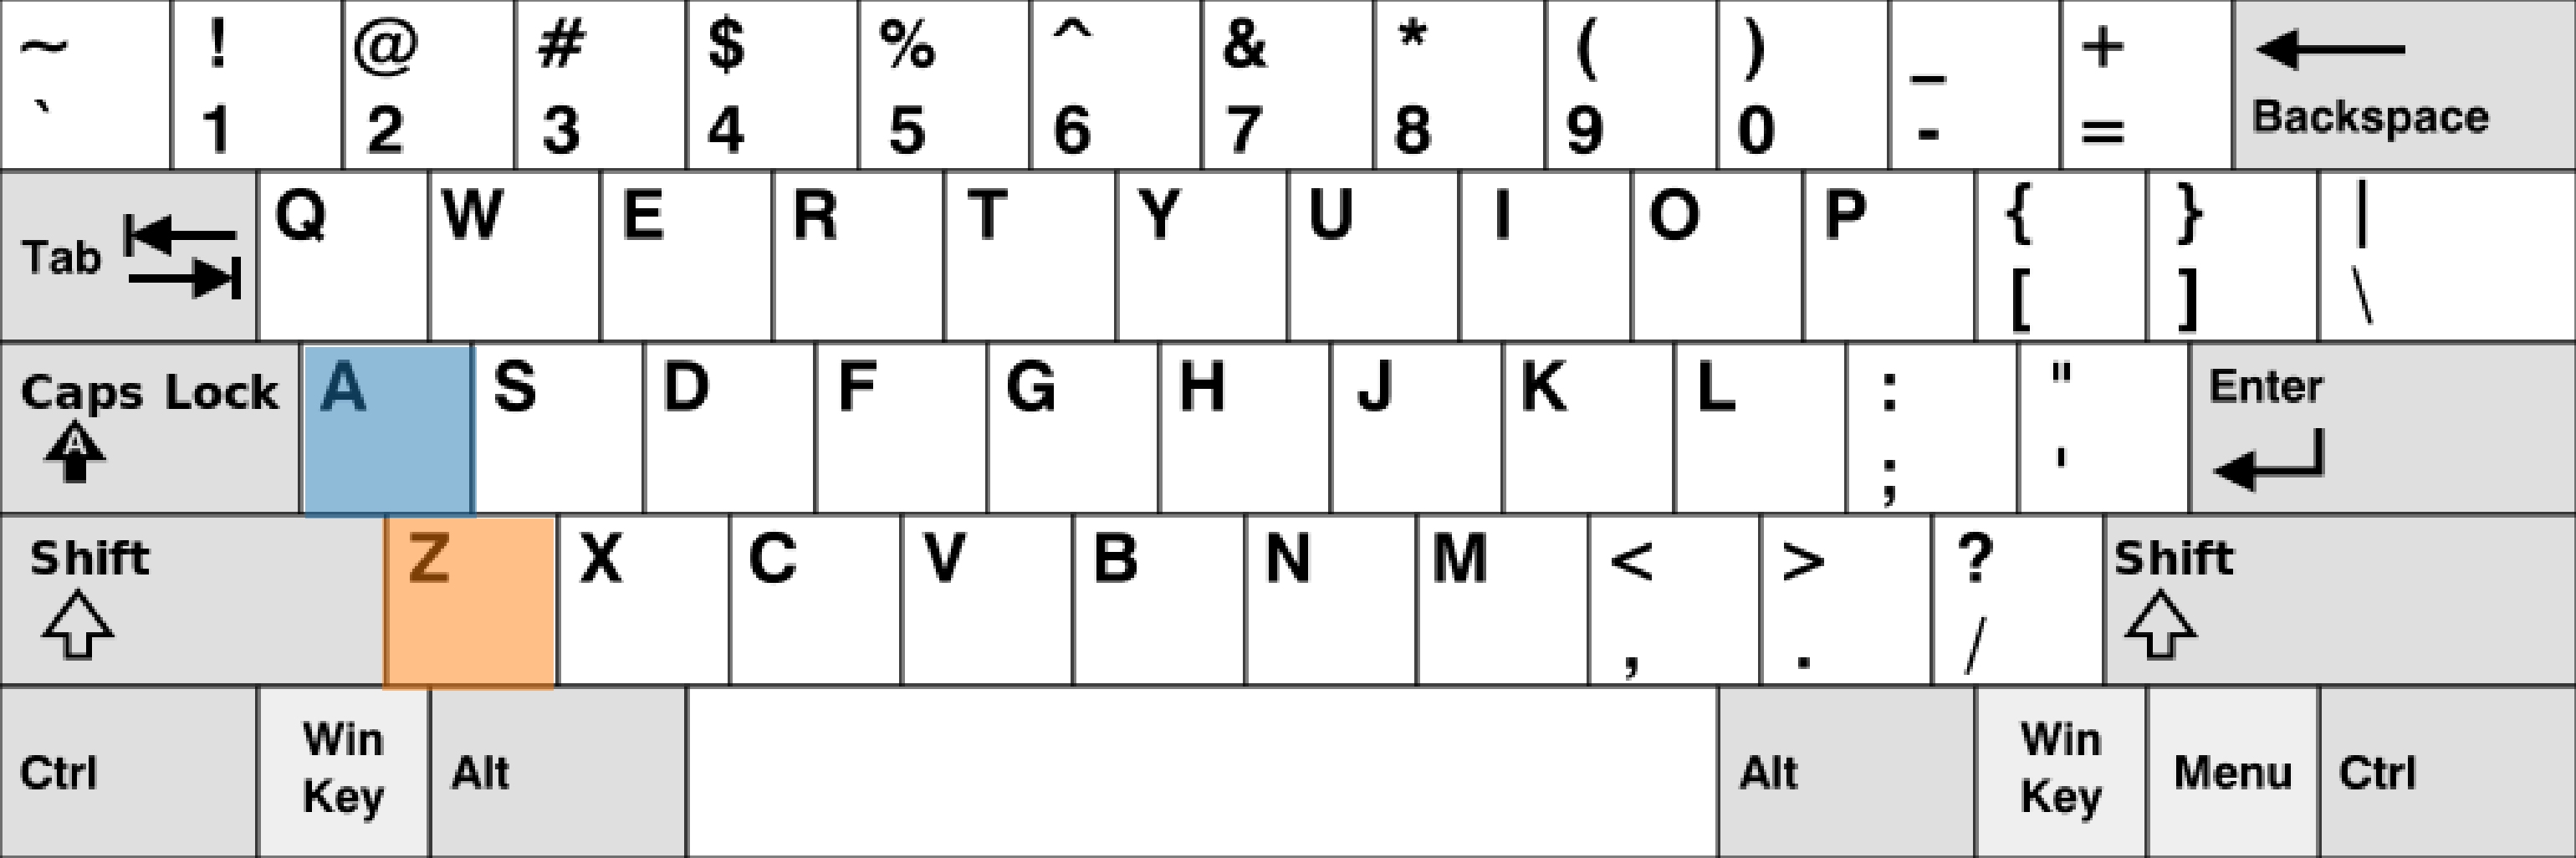 ~ ! @ # $ % ^ & * ( ) _ +
` 1 2 3 4 5 6 7 8 9 0 - = Backspace
Tab Q W E R T Y U I O P { } |
[ ] \
Caps Lock A S D F G H J K L : " Enter
A ; '
Shift Z X C V B N M < > ? Shift
, . /
Ctrl Win Key Alt Alt Win Key Menu Ctrl